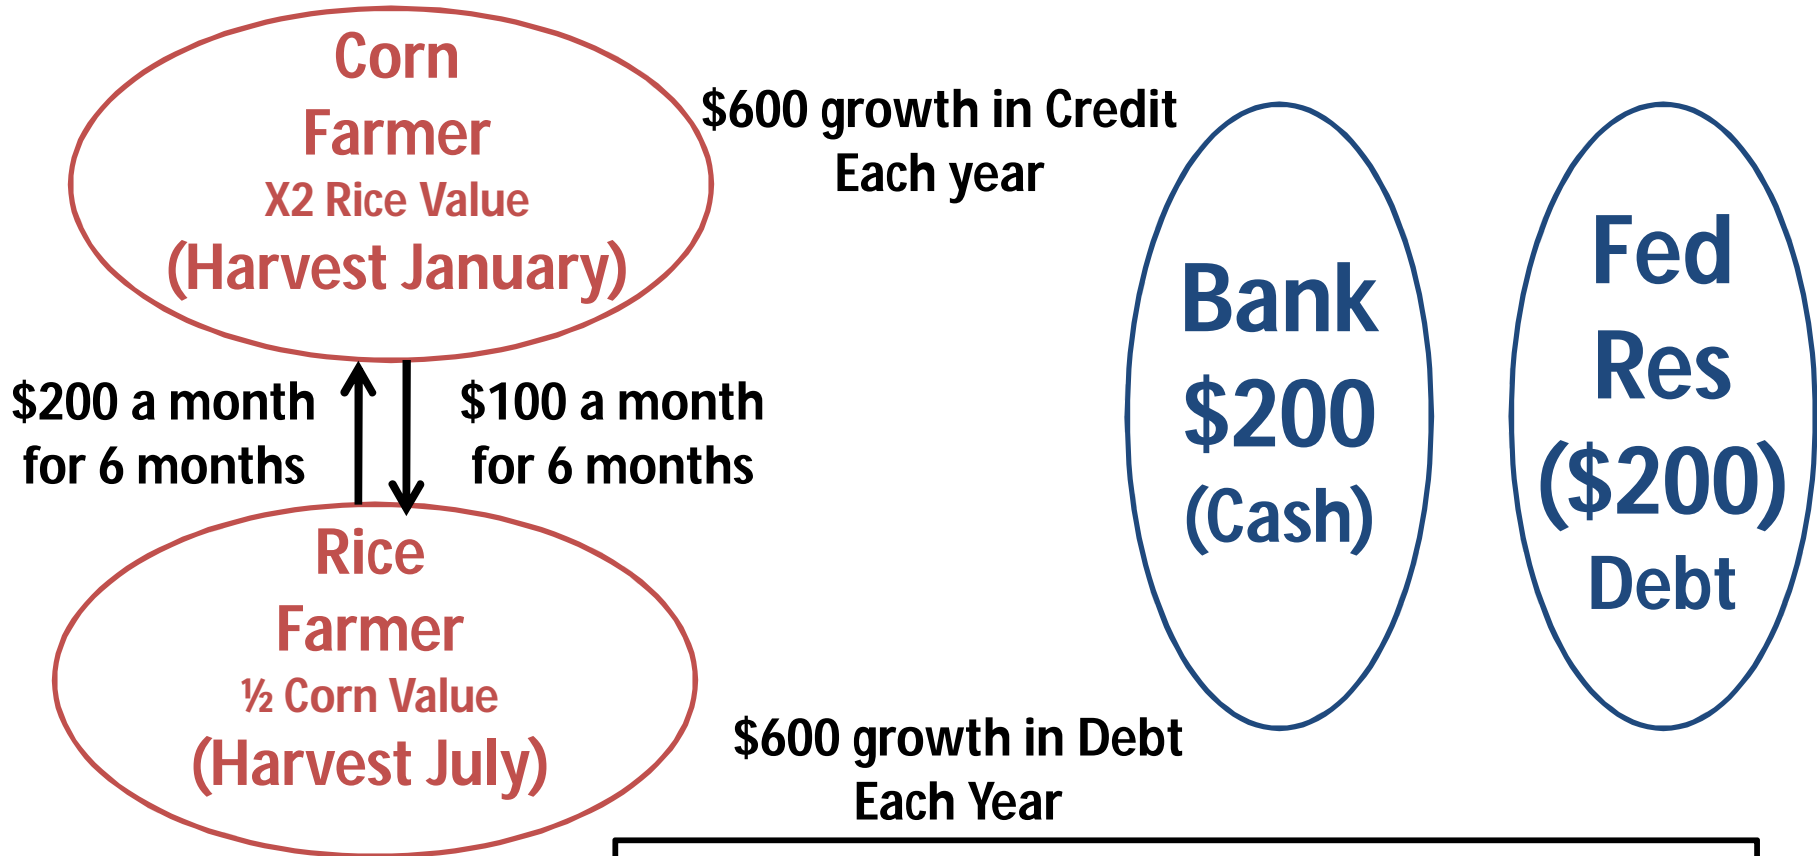 Corn
Farmer
X2 Rice Value
(Harvest January)
$600 growth in Credit
Each year
$200 a month
for 6 months
$100 a month
for 6 months
Rice
Farmer
½ Corn Value
(Harvest July)
$600 growth in Debt
Each Year
Bank
$200
(Cash)
Fed
Res
($200)
Debt